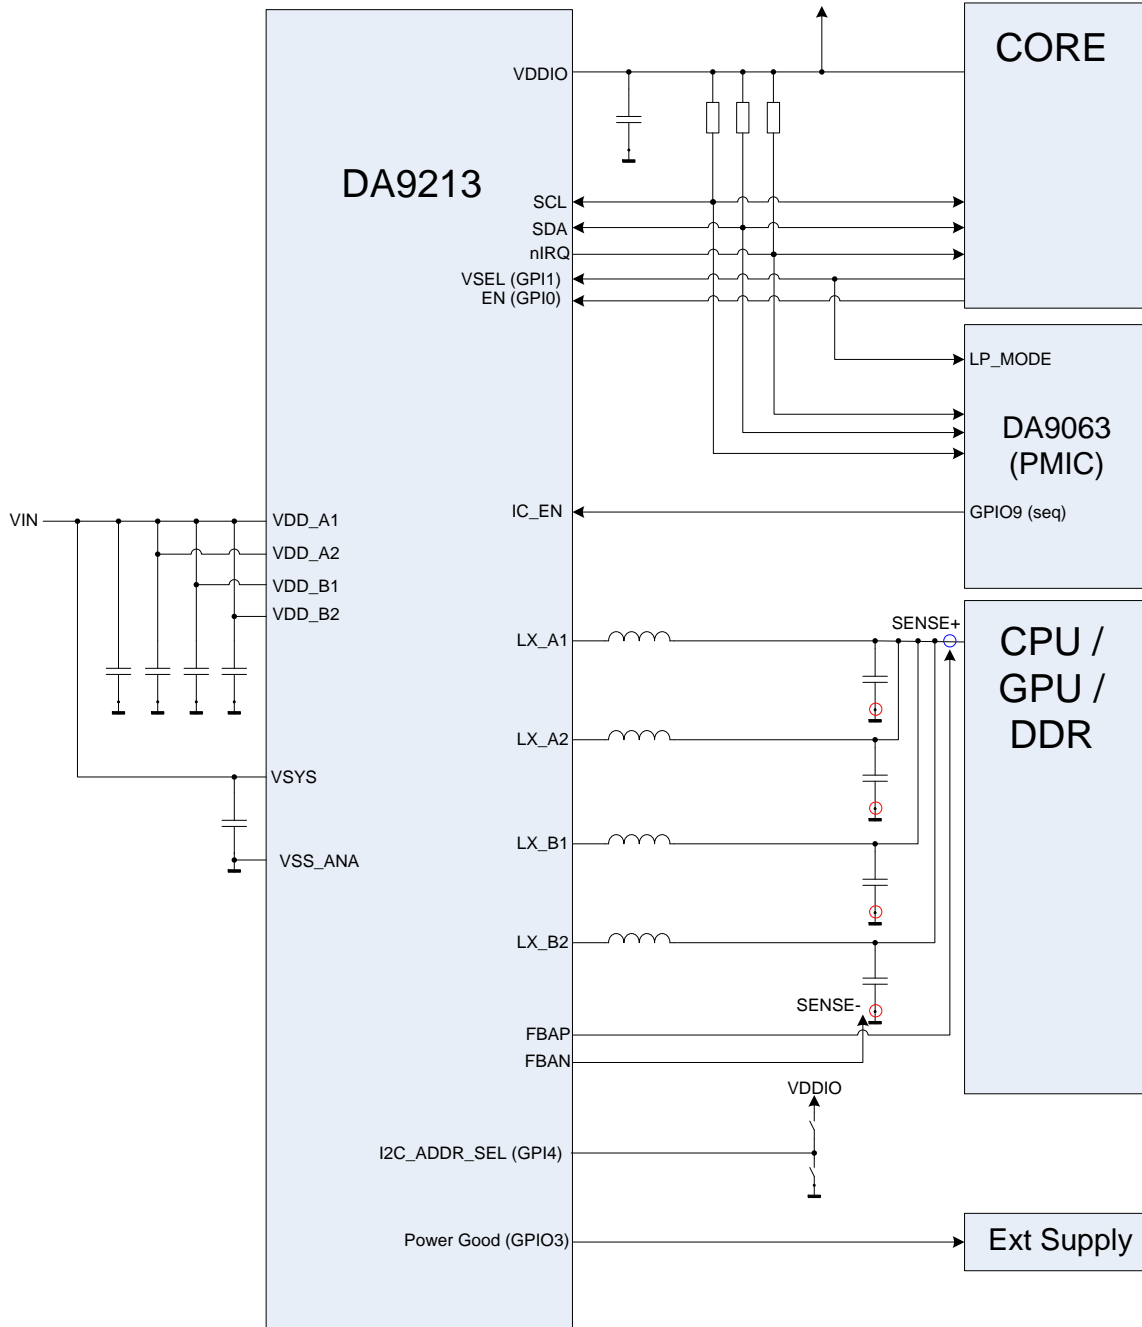 CORE
VDDIO
DA9213
SCL
SDA
nIRQ
VSEL (GPI1)
EN (GPI0)
LP_MODE
DA9063
(PMIC)
VIN
VDD_A1
IC_EN
GPIO9 (seq)
VDD_A2
VDD_B1
VDD_B2
SENSE+
LX_A1
CPU /
GPU /
DDR
LX_A2
VSYS
LX_B1
VSS_ANA
LX_B2
SENSE-
FBAP
FBAN
VDDIO
I2C_ADDR_SEL (GPI4)
Power Good (GPIO3)
Ext Supply